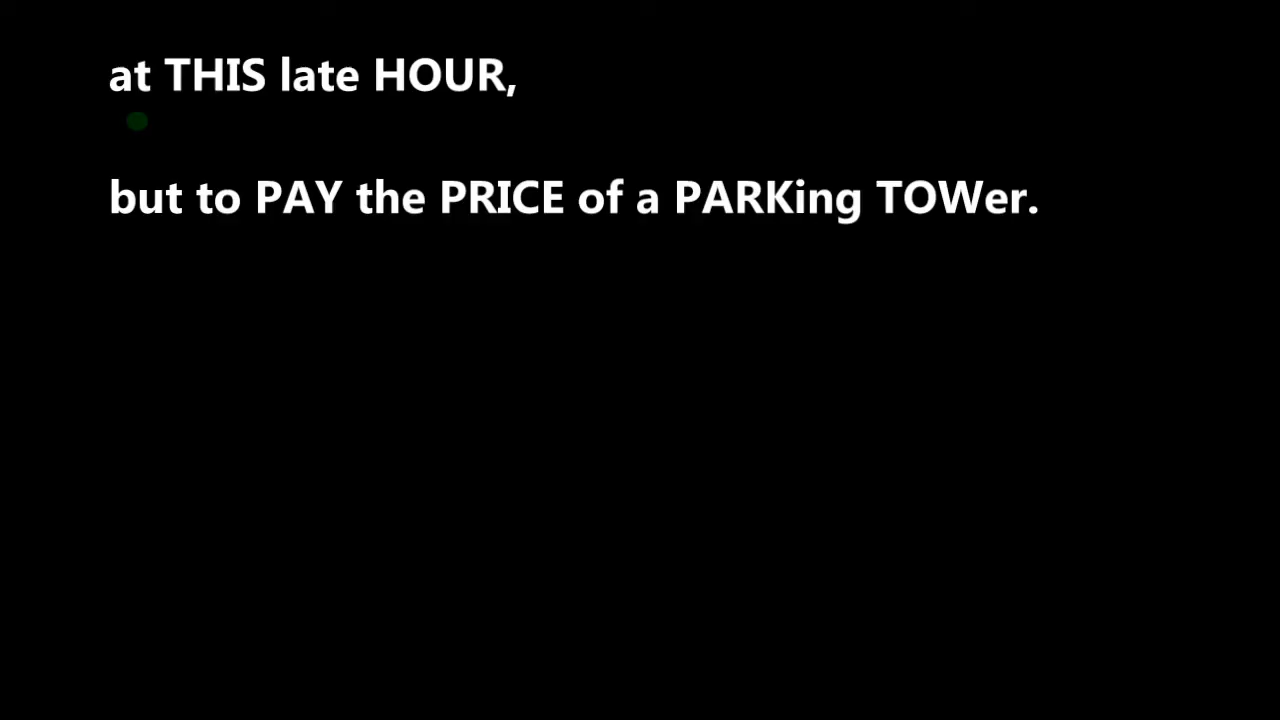 at THIS late HOUR,
but to PAY the PRICE of a PARKing TOWer.